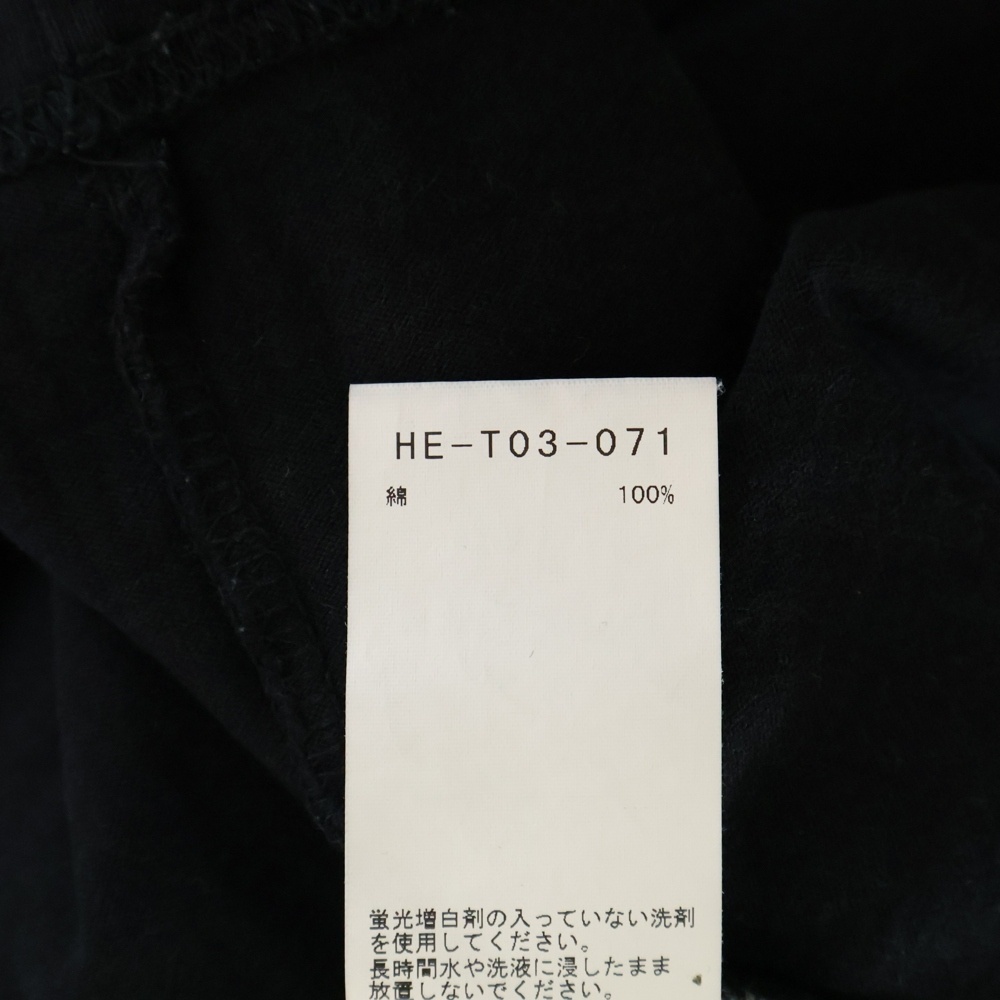 HE-T03-071
綿 100%
蛍光増白剤の入っていない洗剤
を使用してください。
長時間水や洗液に浸したまま
放置しないでください。